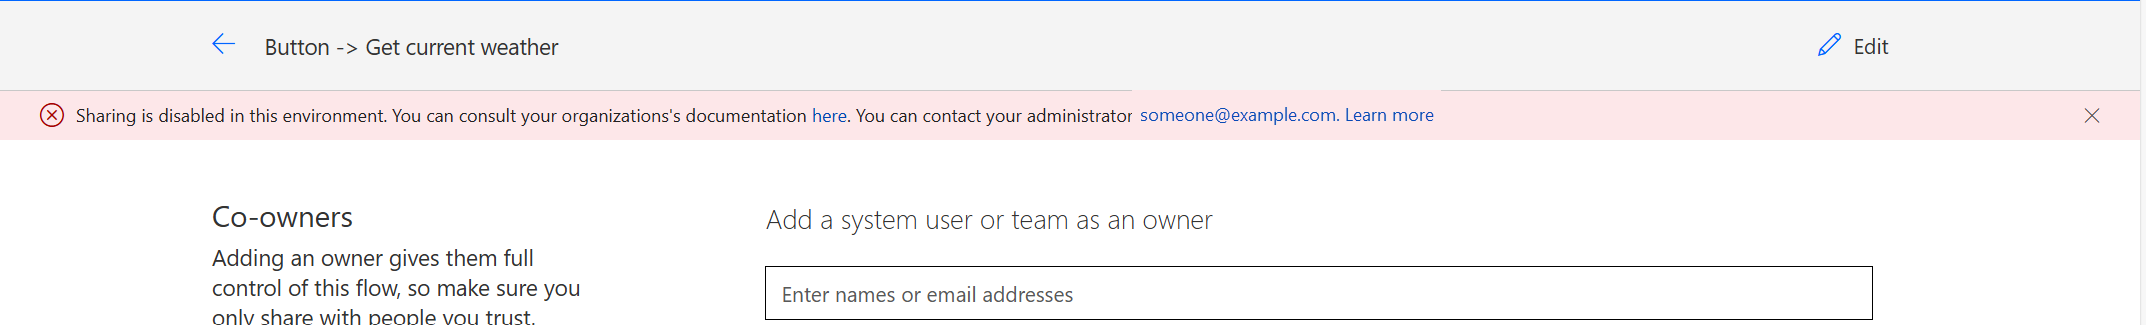 Button -> Get current weather
Edit
Sharing is disabled in this environment. You can consult your organizations's documentation here. You can contact your administrator someone@example.com. Learn more
Co-owners
Adding an owner gives them full
control of this flow, so make sure you
only share with people you trust.
Add a system user or team as an owner
Enter names or email addresses